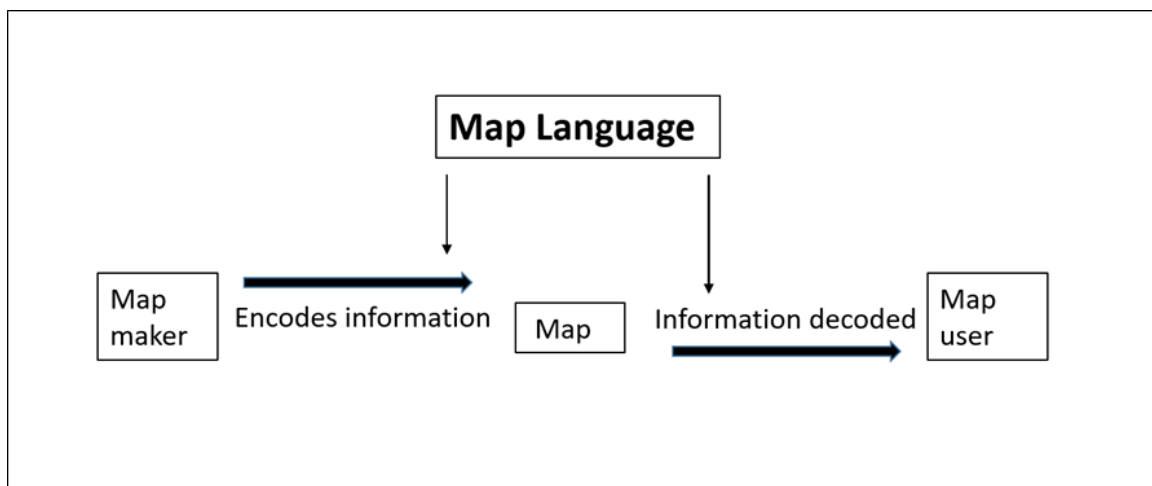 Map Language
Map
maker
Encodes information
Map
Information decoded
Map
user